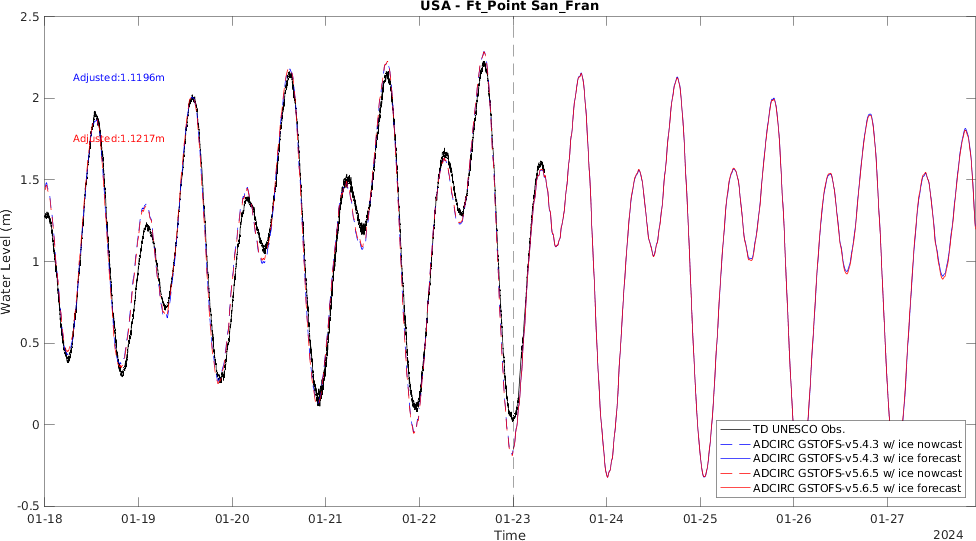 USA - Ft_Point San_Fran
2.5
2
1.5
1
0.5
0
-0.5
Water Level (m)
Adjusted:1.1196m
Adjusted:1.1217m
TD UNESCO Obs.
ADCIRC GSTOFS-v5.4.3 w/ ice nowcast
ADCIRC GSTOFS-v5.4.3 w/ ice forecast
ADCIRC GSTOFS-v5.6.5 w/ ice nowcast
ADCIRC GSTOFS-v5.6.5 w/ ice forecast
01-18 01-19 01-20 01-21 01-22 01-23 01-24 01-25 01-26 01-27
Time
2024